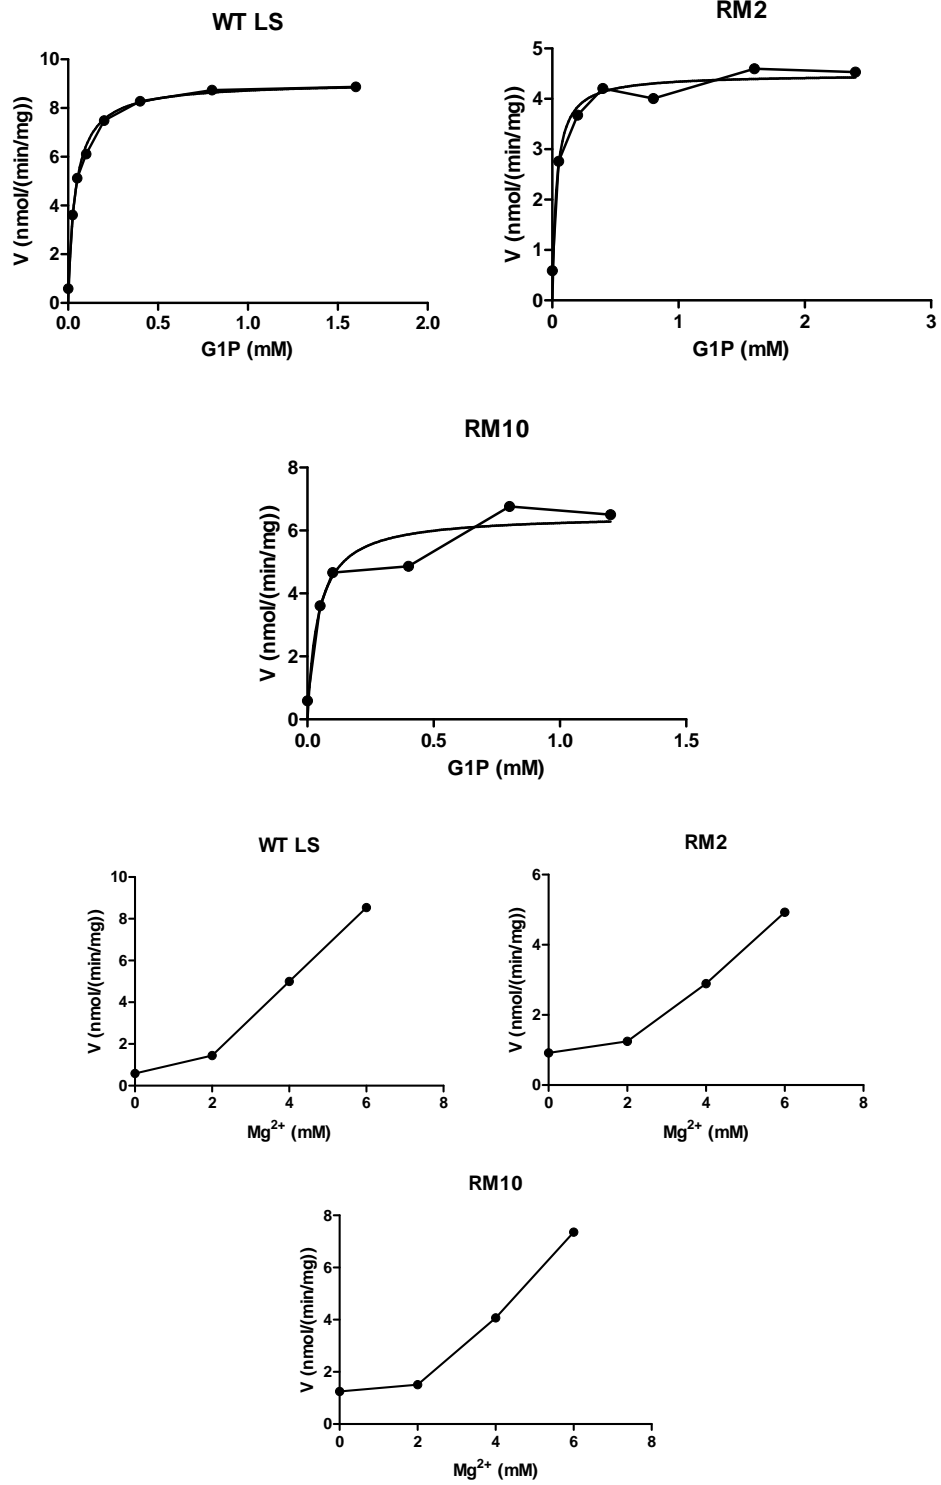 WT LS
V (nmol/(min/mg))
10
8
6
4
2
0
0.0 0.5 1.0 1.5 2.0
G1P (mM)
RM2
V (nmol/(min/mg))
5
4
3
2
1
0
0 1 2 3
G1P (mM)
RM10
V (nmol/(min/mg))
8
6
4
2
0
0.0 0.5 1.0 1.5
G1P (mM)
WT LS
V (nmol/(min/mg))
10
8
6
4
2
0
0 2 4 6 8
Mg²⁺ (mM)
RM2
V (nmol/(min/mg))
6
4
2
0
0 2 4 6 8
Mg²⁺ (mM)
RM10
V (nmol/(min/mg))
8
6
4
2
0
0 2 4 6 8
Mg²⁺ (mM)